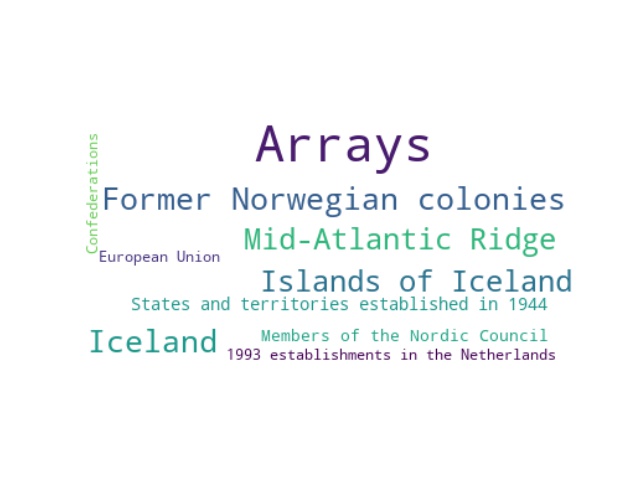 Arrays
Confederations
Former Norwegian colonies
Mid-Atlantic Ridge
European Union
Islands of Iceland
States and territories established in 1944
Iceland
Members of the Nordic Council
1993 establishments in the Netherlands